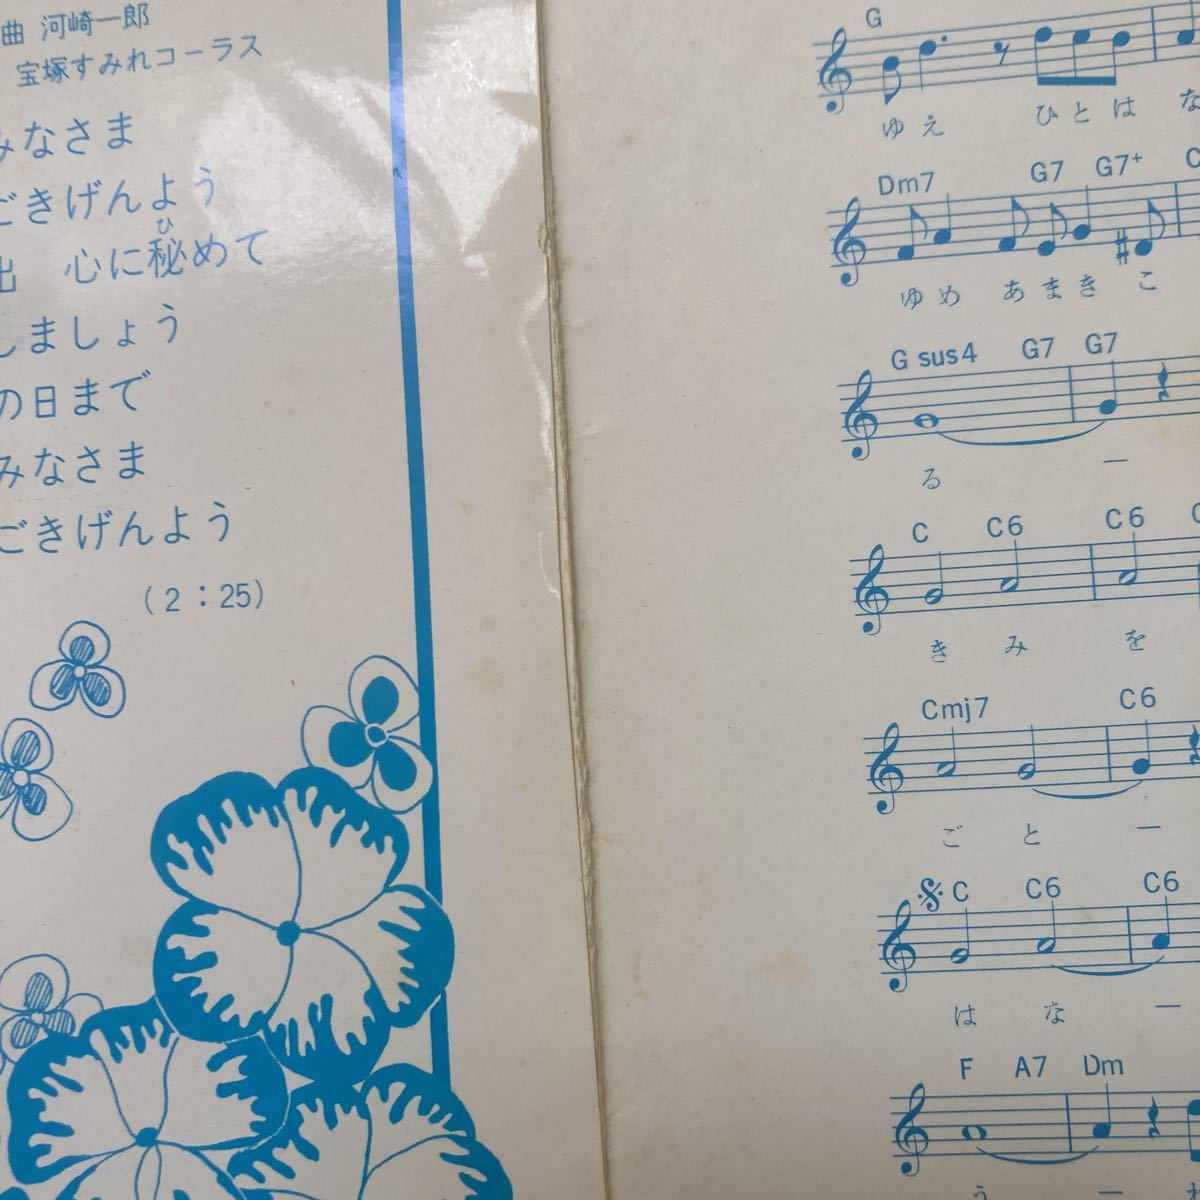 曲 河崎一郎
宝塚すみれコーラス
みなさま
ごきげんよう
ひ
出 心に秘めて
しましょう
の日まで
みなさま
ごきげんよう
(2:25)
G
ゆえ ひとはな
Dm7 G7 G7+ C
ゆめ あまきこ
G sus4 G7 G7
る ー
C C6 C6
きみを
Cmj7 C6
ごとー
C C6 C6
はなー
F A7 Dm
うー